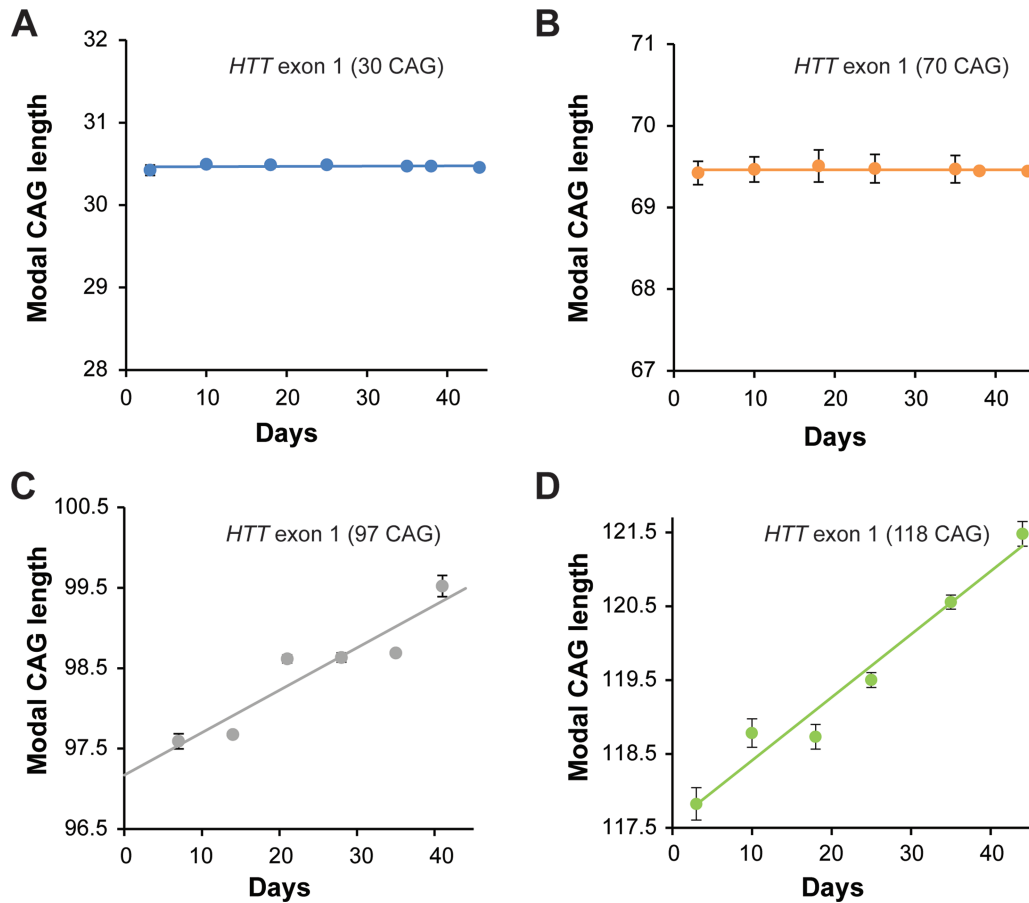 A
HTT exon 1 (30 CAG)
Modal CAG length
32
31
30
29
28
0 10 20 30 40
Days
B
HTT exon 1 (70 CAG)
Modal CAG length
71
70
69
68
67
0 10 20 30 40
Days
C
HTT exon 1 (97 CAG)
Modal CAG length
100.5
99.5
98.5
97.5
96.5
0 20 40
Days
D
HTT exon 1 (118 CAG)
Modal CAG length
121.5
120.5
119.5
118.5
117.5
0 10 20 30 40
Days